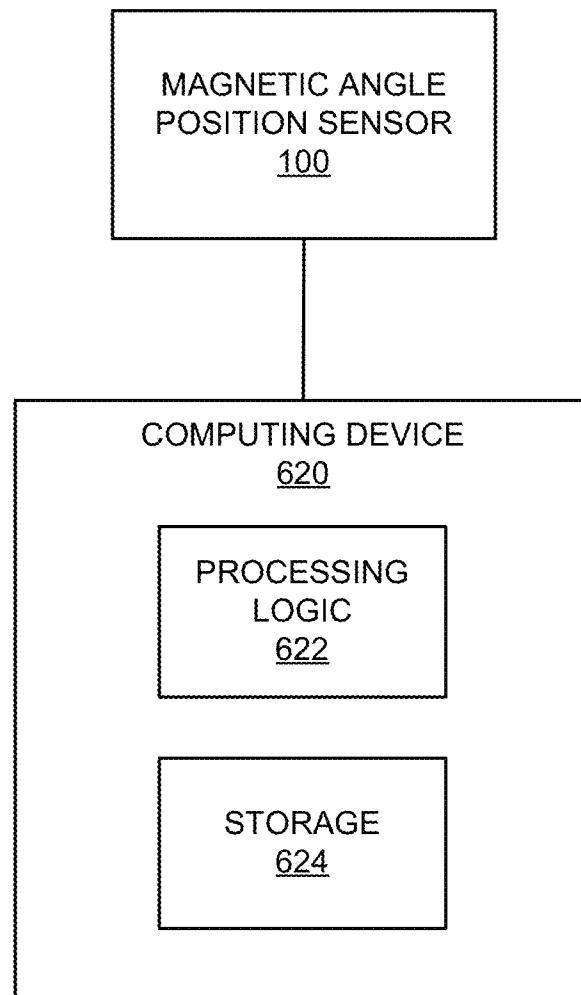 MAGNETIC ANGLE
POSITION SENSOR
100
COMPUTING DEVICE
620
PROCESSING
LOGIC
622
STORAGE
624